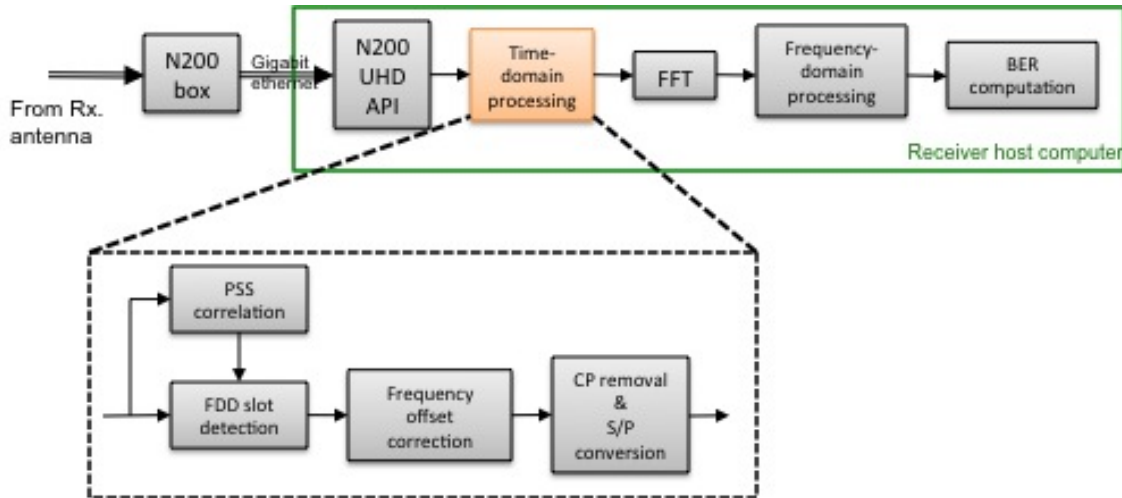 From Rx.
antenna
N200
box
Gigabit
ethernet
N200
UHD
API
Time-
domain
processing
FFT
Frequency-
domain
processing
BER
computation
Receiver host computer
PSS
correlation
FDD slot
detection
Frequency
offset
correction
CP removal
&
S/P
conversion